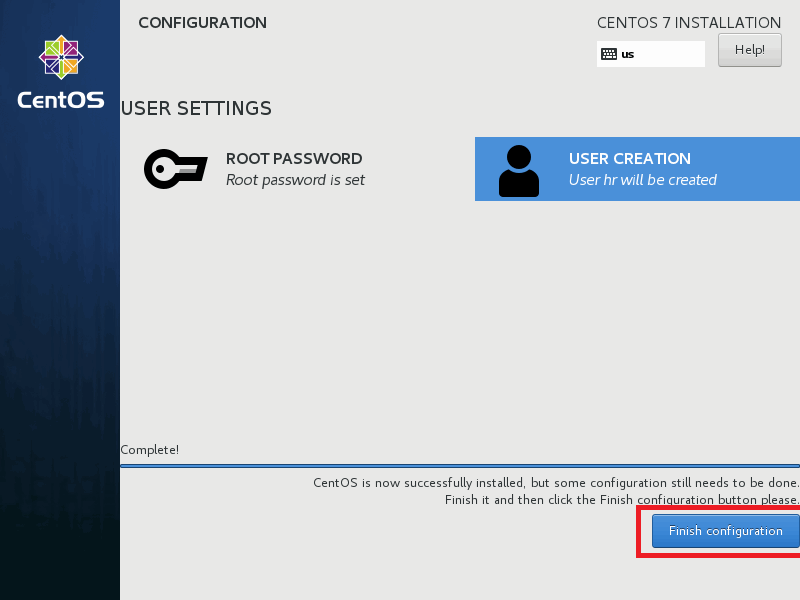 CONFIGURATION
CENTOS 7 INSTALLATION
us
Help!
CentOS
USER SETTINGS
ROOT PASSWORD
Root password is set
USER CREATION
User hr will be created
Complete!
CentOS is now successfully installed, but some configuration still needs to be done.
Finish it and then click the Finish configuration button please.
Finish configuration